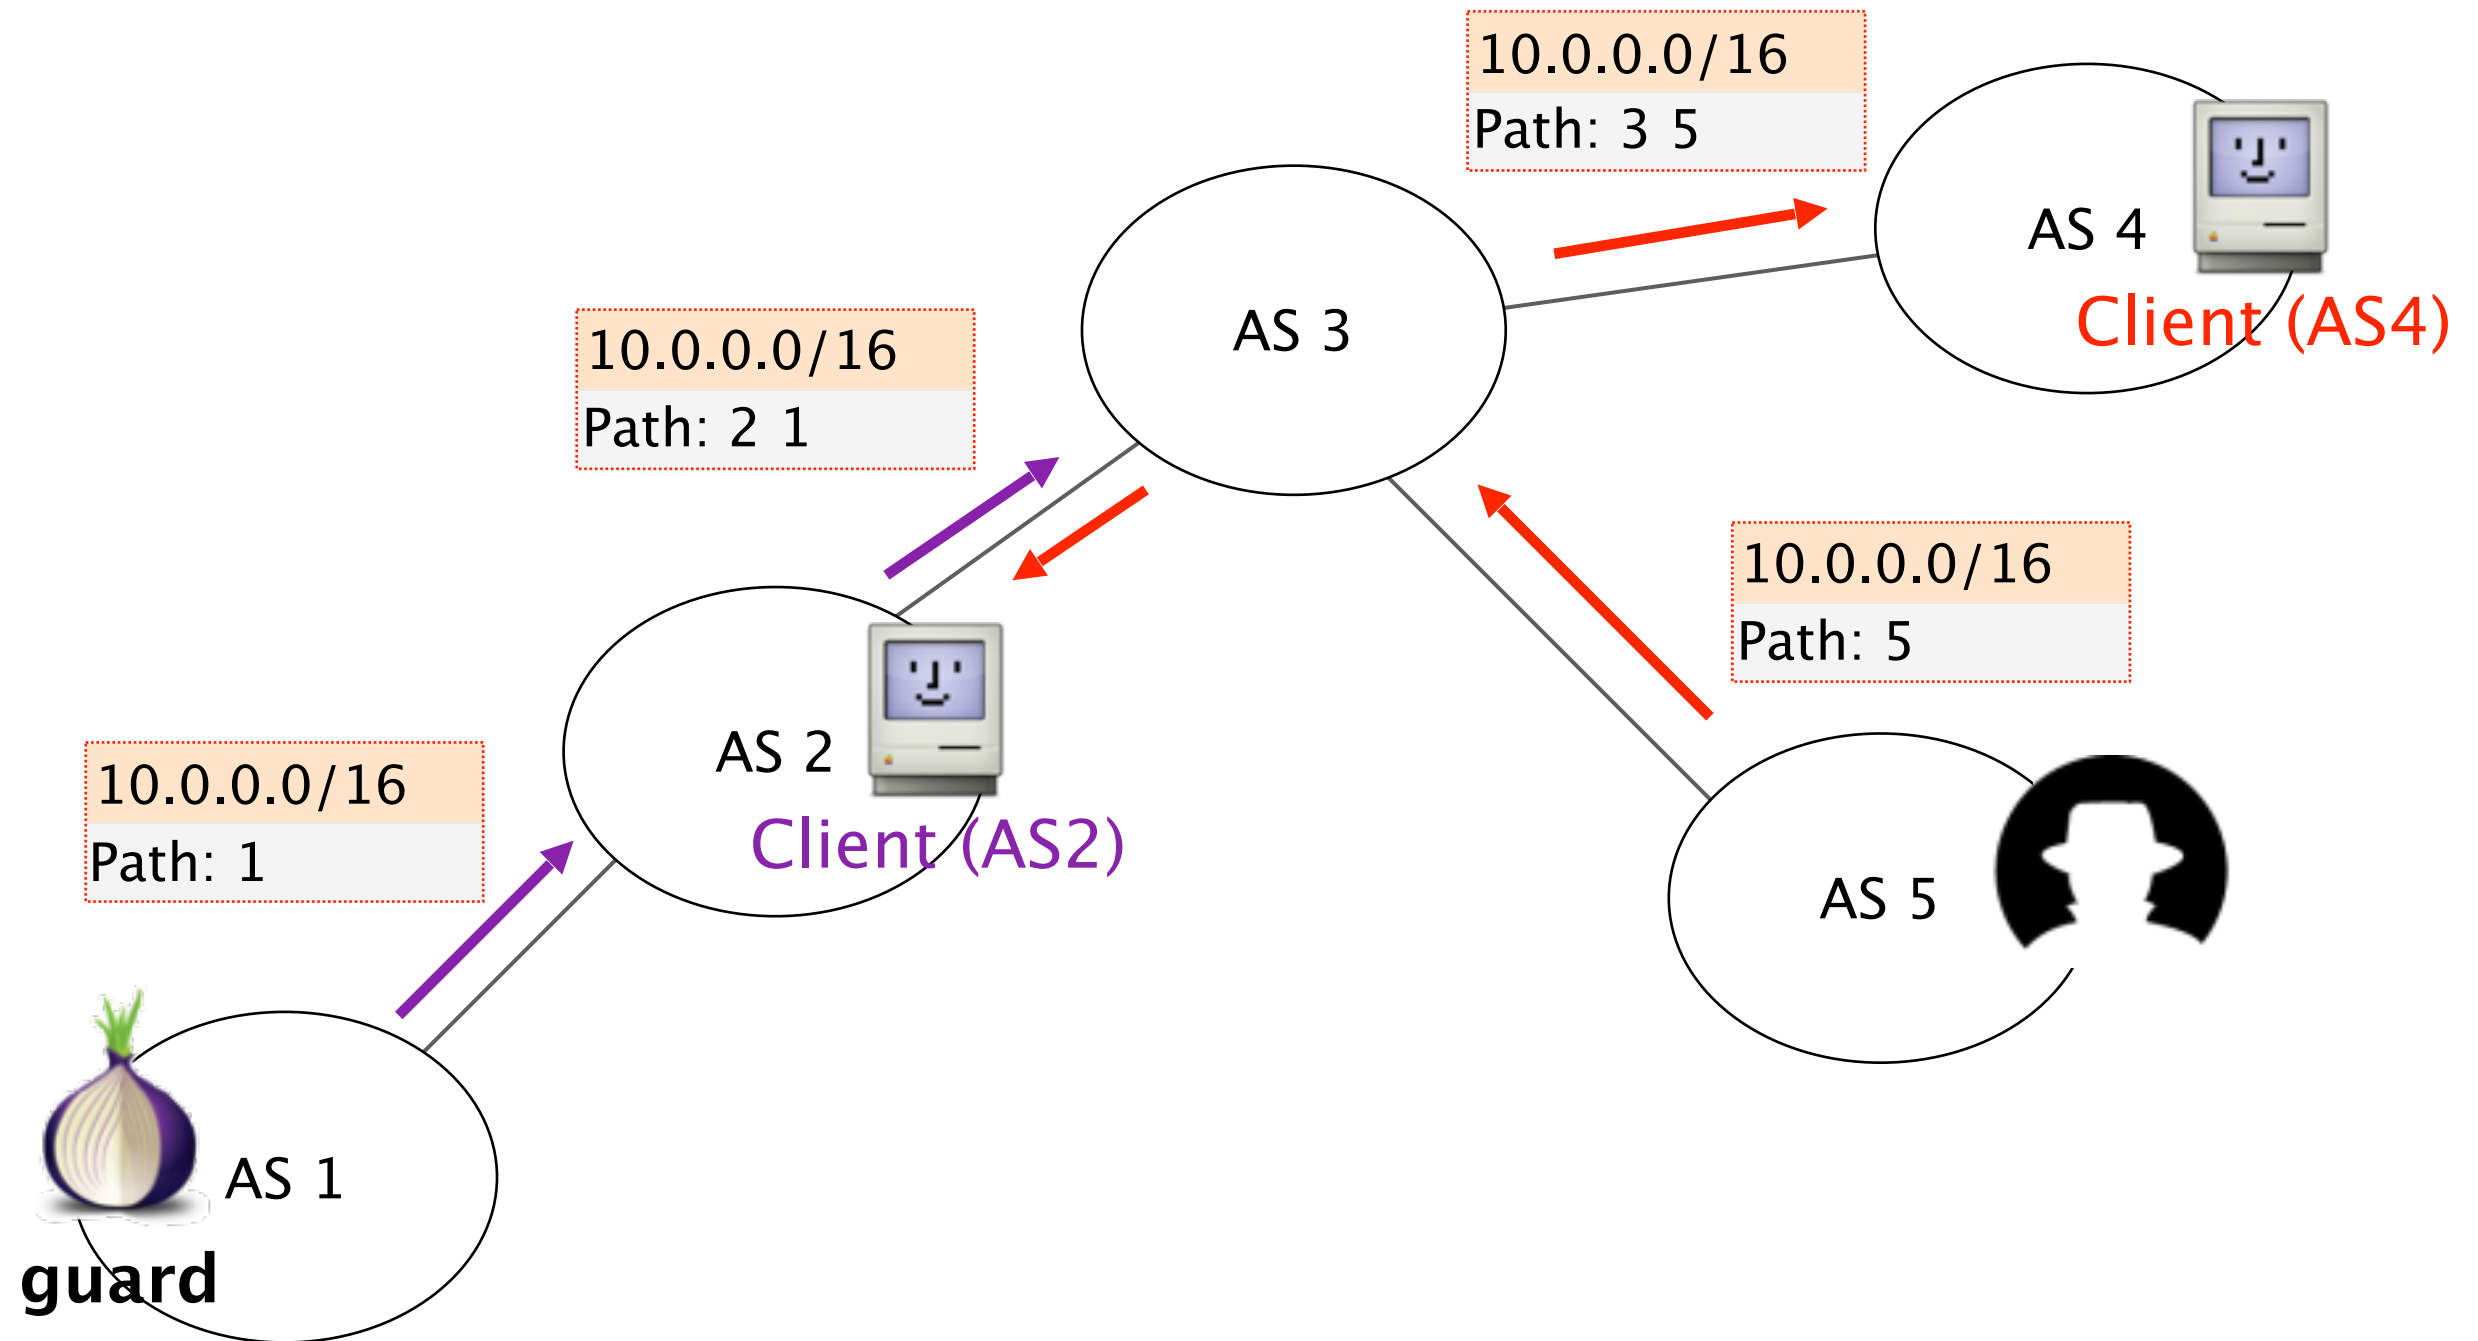 10.0.0.0/16
Path: 3 5
AS 4
Client (AS4)
AS 3
10.0.0.0/16
Path: 2 1
10.0.0.0/16
Path: 5
AS 2
Client (AS2)
10.0.0.0/16
Path: 1
AS 5
AS 1
guard